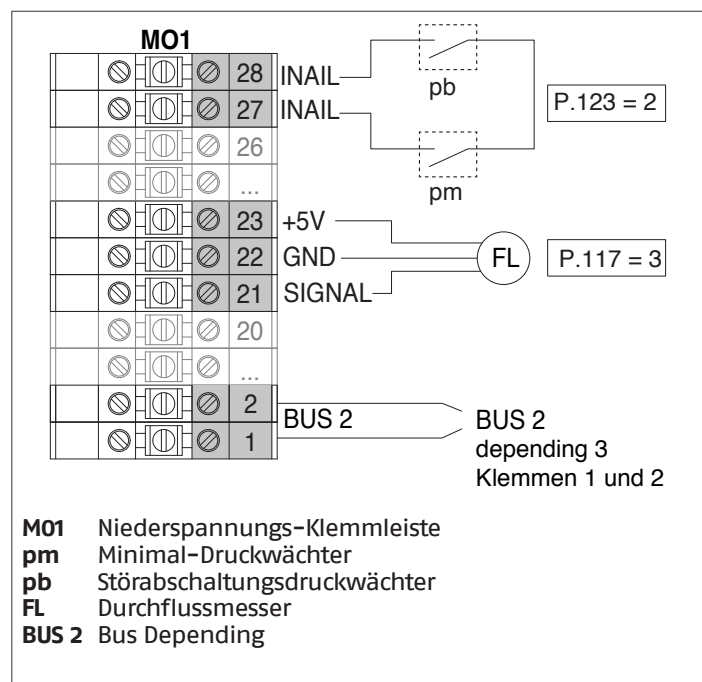 MO1
28 INAIL
27 INAIL
26
...
23 +5V
22 GND
21 SIGNAL
20
...
2
BUS 2
1
pb
pm
P.123 = 2
FL
P.117 = 3
BUS 2
depending 3
Klemmen 1 und 2
MO1 Niederspannungs-Klemmleiste
pm Minimal-Druckwächter
pb Störabschaltungsdruckwächter
FL Durchflussmesser
BUS 2 Bus Depending